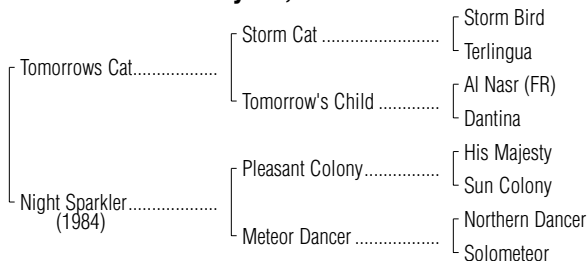 Storm Bird
Storm Cat ..............................
Terlingua
Tomorrows Cat..................
Al Nasr (FR)
Tomorrow's Child .............
Dantina
His Majesty
Pleasant Colony................
Sun Colony
Night Sparkler...................
(1984)
Northern Dancer
Meteor Dancer ..................
Solometeor